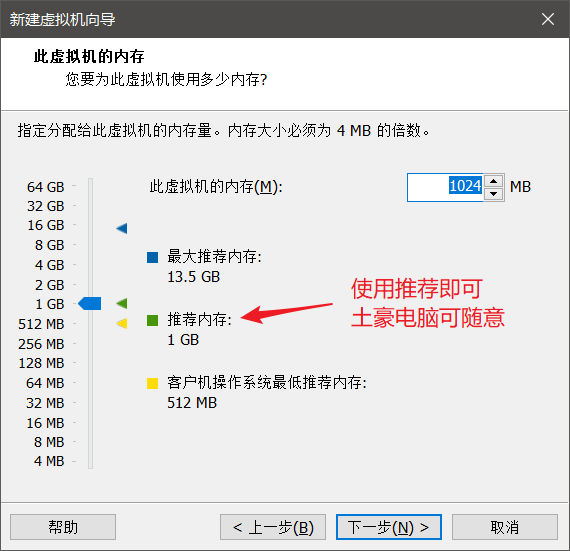 新建虚拟机向导
此虚拟机的内存
您要为此虚拟机使用多少内存?
指定分配给此虚拟机的内存量。内存大小必须为 4 MB 的倍数。
64 GB
32 GB
16 GB
8 GB
4 GB
2 GB
1 GB
512 MB
256 MB
128 MB
64 MB
32 MB
16 MB
8 MB
4 MB
此虚拟机的内存(M):
1024 MB
最大推荐内存:
13.5 GB
推荐内存:
1 GB
客户机操作系统最低推荐内存:
512 MB
使用推荐即可
土豪电脑可随意
帮助
< 上一步(B)
下一步(N) >
取消